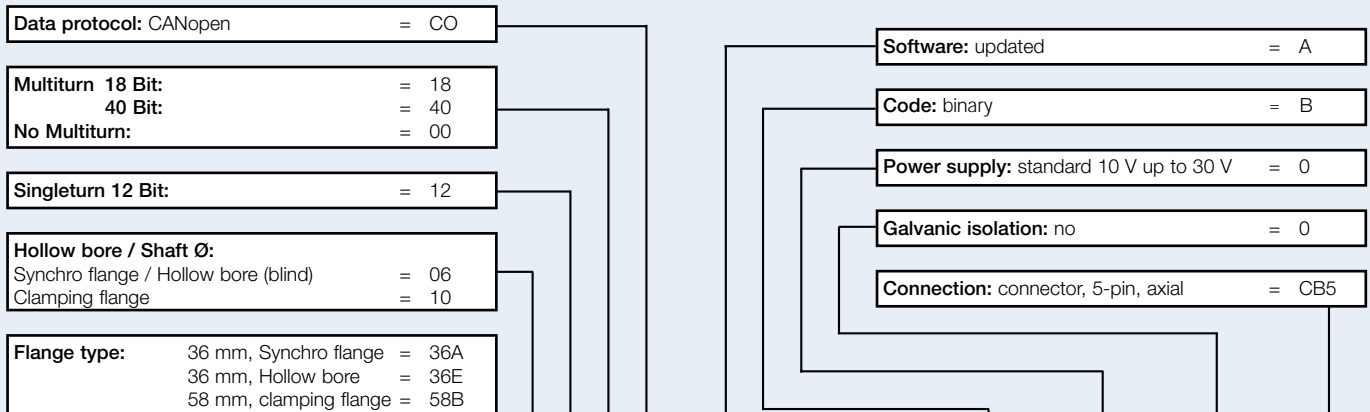 Data protocol: CANopen = CO
Multiturn 18 Bit: = 18
40 Bit: = 40
No Multiturn: = 00
Singleturn 12 Bit: = 12
Hollow bore / Shaft Ø:
Synchro flange / Hollow bore (blind) = 06
Clamping flange = 10
Flange type: 36 mm, Synchro flange = 36A
36 mm, Hollow bore = 36E
58 mm, clamping flange = 58B
Software: updated = A
Code: binary = B
Power supply: standard 10 V up to 30 V = 0
Galvanic isolation: no = 0
Connection: connector, 5-pin, axial = CB5